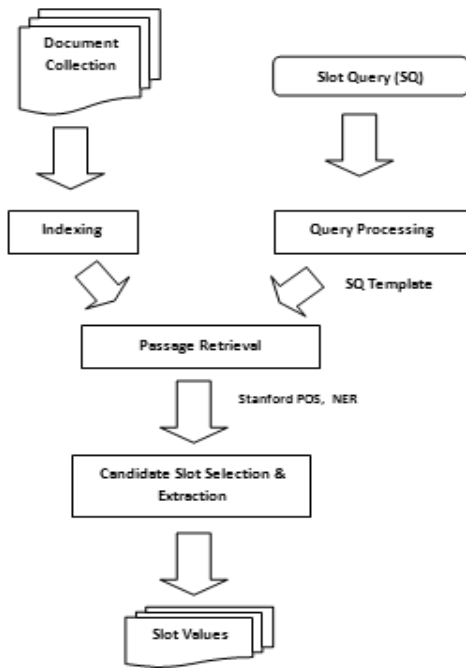 Document
Collection
Slot Query (SQ)
Indexing
Query Processing
SQ Template
Passage Retrieval
Stanford POS, NER
Candidate Slot Selection &
Extraction
Slot Values